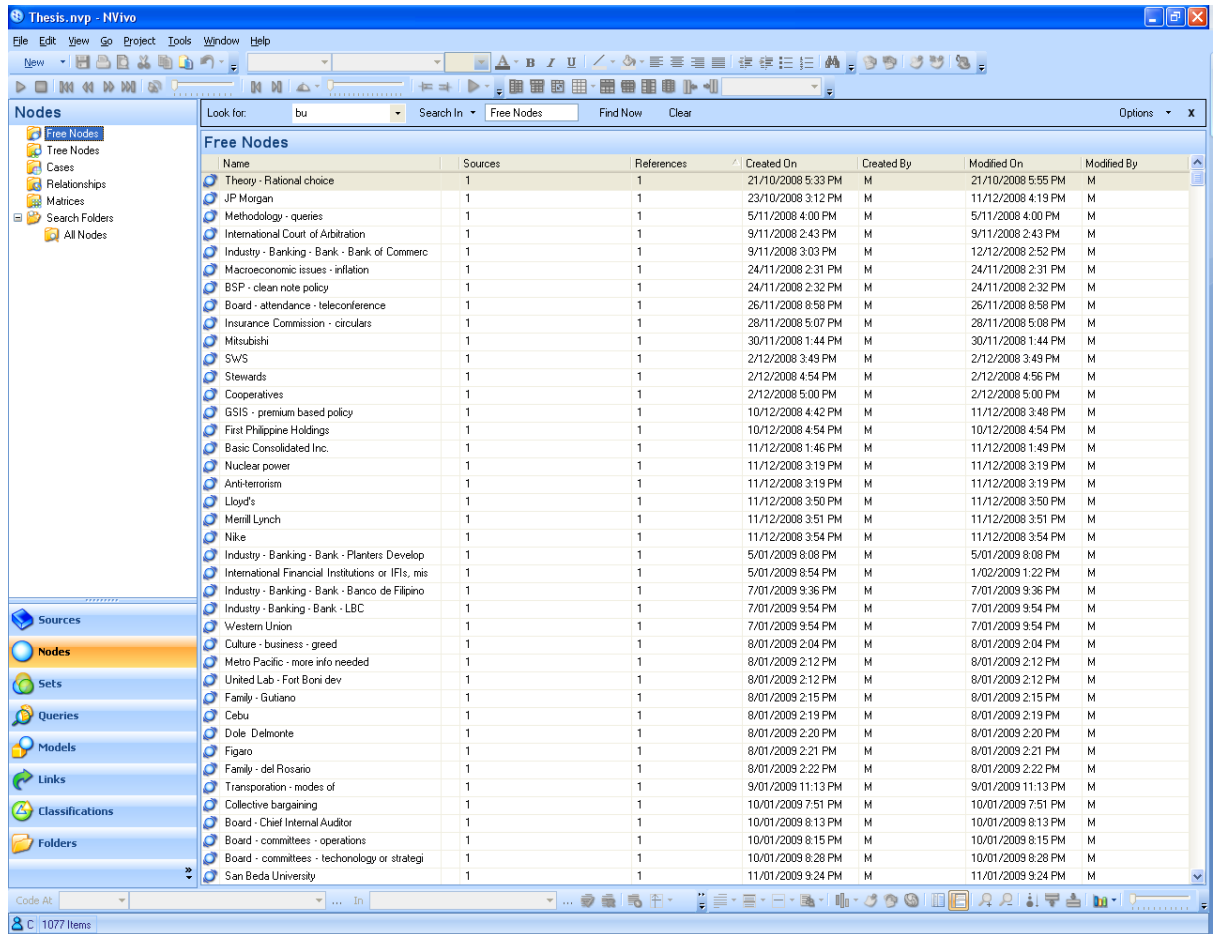 Thesis.nvp - NVivo
File Edit View Go Project Tools Window Help
New A B I U
Nodes
Look for: bu Search In Free Nodes Find Now Clear Options x
Free Nodes
Tree Nodes
Cases
Relationships
Matrices
Search Folders
All Nodes
Free Nodes
Name Sources References Created On Created By Modified On Modified By
Theory - Rational choice 1 1 21/10/2008 5:33 PM M 21/10/2008 5:55 PM M
JP Morgan 1 1 23/10/2008 3:12 PM M 11/12/2008 4:19 PM M
Methodology - queries 1 1 5/11/2008 4:00 PM M 5/11/2008 4:00 PM M
International Court of Arbitration 1 1 9/11/2008 2:43 PM M 9/11/2008 2:43 PM M
Industry - Banking - Bank - Bank of Commerc 1 1 9/11/2008 3:03 PM M 12/12/2008 2:52 PM M
Macroeconomic issues - inflation 1 1 24/11/2008 2:31 PM M 24/11/2008 2:31 PM M
BSP - clean note policy 1 1 24/11/2008 2:32 PM M 24/11/2008 2:32 PM M
Board - attendance - teleconference 1 1 26/11/2008 8:58 PM M 26/11/2008 8:58 PM M
Insurance Commission - circulars 1 1 28/11/2008 5:07 PM M 28/11/2008 5:08 PM M
Mitsubishi 1 1 30/11/2008 1:44 PM M 30/11/2008 1:44 PM M
SWS 1 1 2/12/2008 3:49 PM M 2/12/2008 3:49 PM M
Stewards 1 1 2/12/2008 4:54 PM M 2/12/2008 4:56 PM M
Cooperatives 1 1 2/12/2008 5:00 PM M 2/12/2008 5:00 PM M
GSIS - premium based policy 1 1 10/12/2008 4:42 PM M 11/12/2008 3:48 PM M
First Philippine Holdings 1 1 10/12/2008 4:54 PM M 10/12/2008 4:54 PM M
Basic Consolidated Inc. 1 1 11/12/2008 1:46 PM M 11/12/2008 1:49 PM M
Nuclear power 1 1 11/12/2008 3:19 PM M 11/12/2008 3:19 PM M
Anti-terrorism 1 1 11/12/2008 3:19 PM M 11/12/2008 3:19 PM M
Lloyd's 1 1 11/12/2008 3:50 PM M 11/12/2008 3:50 PM M
Merrill Lynch 1 1 11/12/2008 3:51 PM M 11/12/2008 3:51 PM M
Nike 1 1 11/12/2008 3:54 PM M 11/12/2008 3:54 PM M
Industry - Banking - Bank - Planters Develop 1 1 5/01/2009 8:08 PM M 5/01/2009 8:08 PM M
International Financial Institutions or IFIs, mis 1 1 5/01/2009 8:54 PM M 1/02/2009 1:22 PM M
Industry - Banking - Bank - Banco de Filipino 1 1 7/01/2009 9:36 PM M 7/01/2009 9:36 PM M
Industry - Banking - Bank - LBC 1 1 7/01/2009 9:54 PM M 7/01/2009 9:54 PM M
Western Union 1 1 7/01/2009 9:54 PM M 7/01/2009 9:54 PM M
Culture - business - greed 1 1 8/01/2009 2:04 PM M 8/01/2009 2:04 PM M
Metro Pacific - more info needed 1 1 8/01/2009 2:12 PM M 8/01/2009 2:12 PM M
United Lab - Fort Boni dev 1 1 8/01/2009 2:12 PM M 8/01/2009 2:12 PM M
Family - Gutiano 1 1 8/01/2009 2:15 PM M 8/01/2009 2:15 PM M
Cebu 1 1 8/01/2009 2:19 PM M 8/01/2009 2:19 PM M
Dole Delmonte 1 1 8/01/2009 2:20 PM M 8/01/2009 2:20 PM M
Figaro 1 1 8/01/2009 2:21 PM M 8/01/2009 2:21 PM M
Family - del Rosario 1 1 8/01/2009 2:22 PM M 8/01/2009 2:22 PM M
Transporation - modes of 1 1 9/01/2009 11:13 PM M 9/01/2009 11:13 PM M
Collective bargaining 1 1 10/01/2009 7:51 PM M 10/01/2009 7:51 PM M
Board - Chief Internal Auditor 1 1 10/01/2009 8:13 PM M 10/01/2009 8:13 PM M
Board - committees - operations 1 1 10/01/2009 8:15 PM M 10/01/2009 8:15 PM M
Board - committees - techonology or strategi 1 1 10/01/2009 8:28 PM M 10/01/2009 8:28 PM M
San Beda University 1 1 11/01/2009 9:24 PM M 11/01/2009 9:24 PM M
Sources
Nodes
Sets
Queries
Models
Links
Classifications
Folders
Code At ... In ...
C 1077 Items